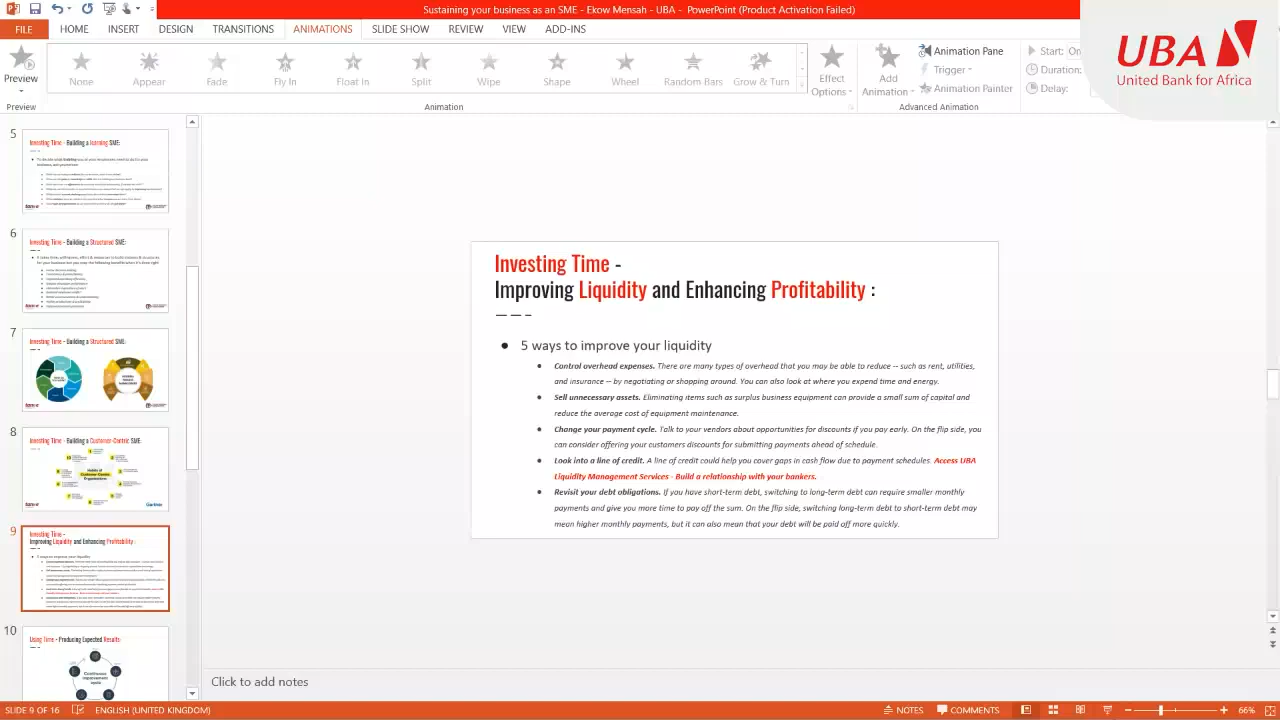 Sustaining your business as an SME - Ekow Mensah - UBA - PowerPoint (Product Activation Failed)
FILE HOME INSERT DESIGN TRANSITIONS ANIMATIONS SLIDE SHOW REVIEW VIEW ADD-INS
UBA
United Bank for Africa
Preview
None Appear Fade Fly In Float In Split Wipe Shape Wheel Random Bars Grow & Turn
Effect Options
Add Animation
Animation Pane
Trigger
Animation Painter
Start: On
Duration:
Delay:
Preview Animation Advanced Animation
5
Investing Time - Building a learning SME:
6
Investing Time - Building a Structured SME:
7
Investing Time - Building a Structured SME:
8
Investing Time - Building a Customer-Centric SME:
9
Investing Time -
Improving Liquidity and Enhancing Profitability :
5 ways to improve your liquidity
10
Using Time - Producing Expected Results:
Continuous
improvement
cycle
Investing Time -
Improving Liquidity and Enhancing Profitability :
● 5 ways to improve your liquidity
● Control overhead expenses. There are many types of overhead that you may be able to reduce -- such as rent, utilities,
and insurance -- by negotiating or shopping around. You can also look at where you expend time and energy.
● Sell unnecessary assets. Eliminating items such as surplus business equipment can provide a small sum of capital and
reduce the average cost of equipment maintenance.
● Change your payment cycle. Talk to your vendors about opportunities for discounts if you pay early. On the flip side, you
can consider offering your customers discounts for submitting payments ahead of schedule.
● Look into a line of credit. A line of credit could help you cover gaps in cash flow due to payment schedules. Access UBA
Liquidity Management Services - Build a relationship with your bankers.
● Revisit your debt obligations. If you have short-term debt, switching to long-term debt can require smaller monthly
payments and give you more time to pay off the sum. On the flip side, switching long-term debt to short-term debt may
mean higher monthly payments, but it can also mean that your debt will be paid off more quickly.
Click to add notes
SLIDE 9 OF 16 ENGLISH (UNITED KINGDOM) NOTES COMMENTS 66%